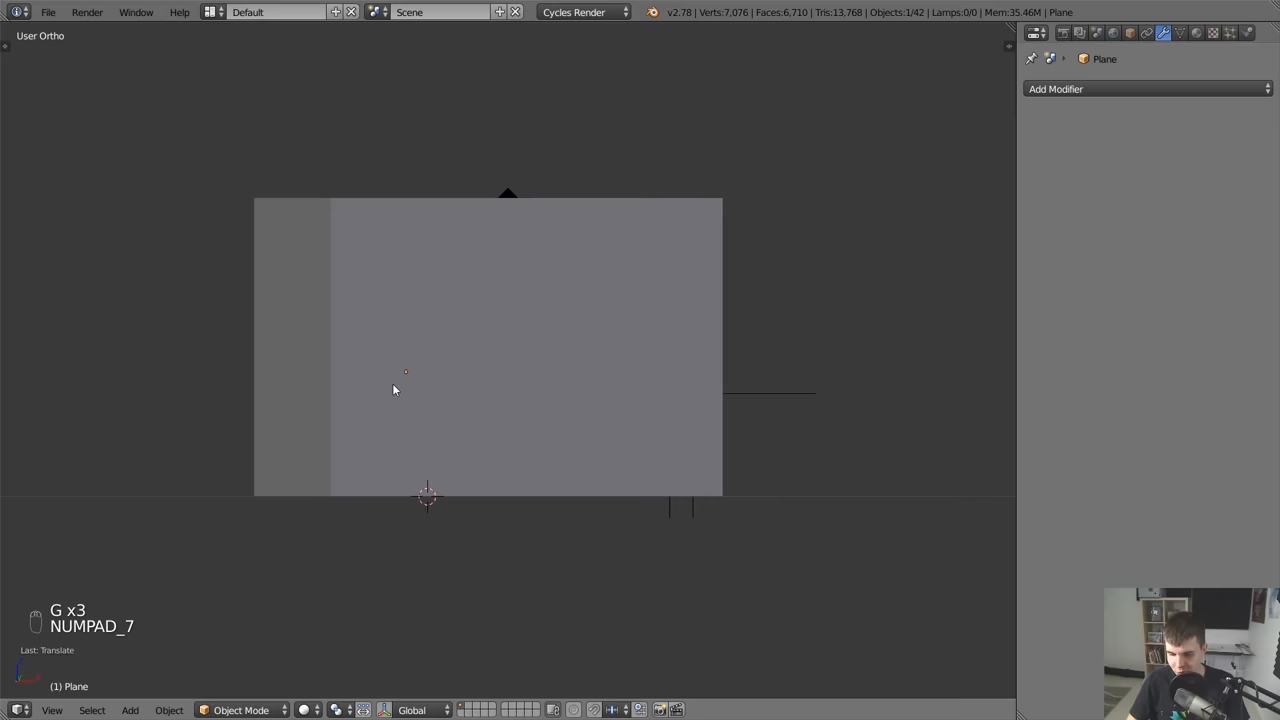 File Render Window Help Default Scene Cycles Render v2.78 | Verts:7,076 | Faces:6,710 | Tris:13,768 | Objects:1/42 | Lamps:0/0 | Mem:35.46M | Plane
User Ortho
Plane
Add Modifier
G x3
NUMPAD_7
Last: Translate
(1) Plane
View Select Add Object Object Mode Global